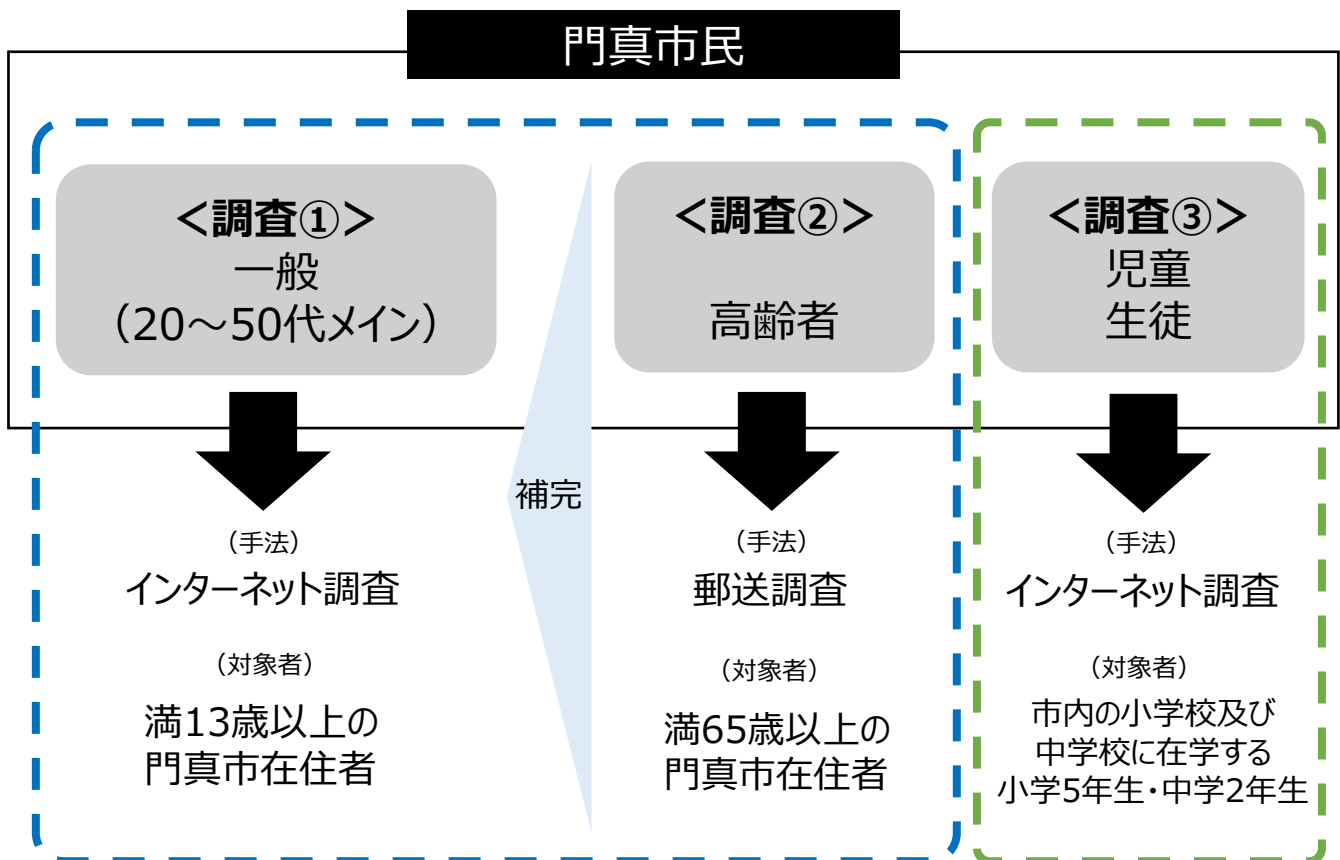 門真市民
<調査①>
一般
（20～50代メイン）
<調査②>
高齢者
<調査③>
児童
生徒
補完
（手法）
インターネット調査
（対象者）
満13歳以上の
門真市在住者
（手法）
郵送調査
（対象者）
満65歳以上の
門真市在住者
（手法）
インターネット調査
（対象者）
市内の小学校及び
中学校に在学する
小学5年生・中学2年生